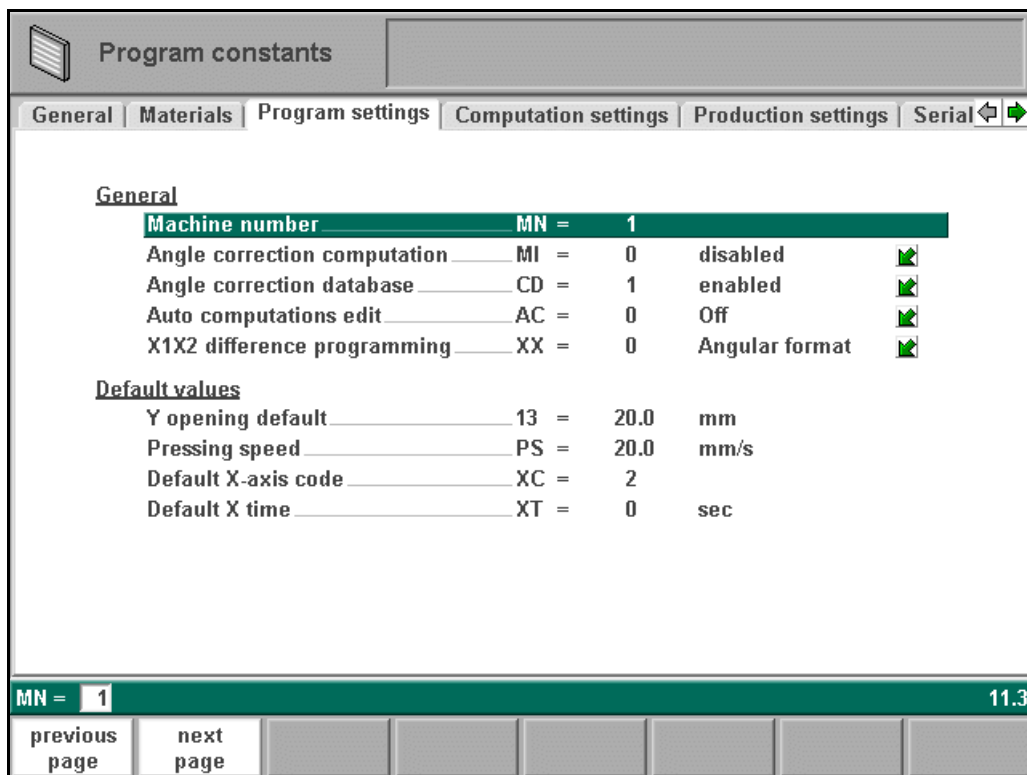 Program constants
General Materials Program settings Computation settings Production settings Serial
General
Machine number MN = 1
Angle correction computation MI = 0 disabled
Angle correction database CD = 1 enabled
Auto computations edit AC = 0 Off
X1X2 difference programming XX = 0 Angular format
Default values
Y opening default 13 = 20.0 mm
Pressing speed PS = 20.0 mm/s
Default X-axis code XC = 2
Default X time XT = 0 sec
MN = 1 11.3
previous page next page